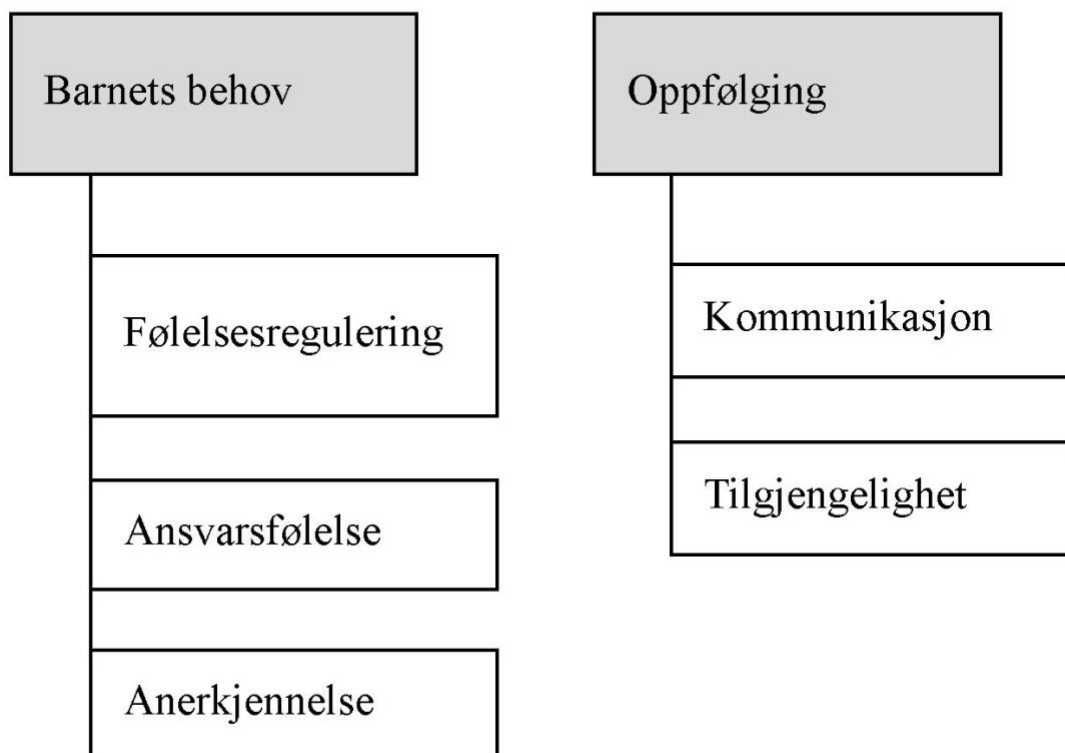 Barnets behov
Følelsesregulering
Ansvarsfølelse
Anerkjennelse
Oppfølging
Kommunikasjon
Tilgjengelighet